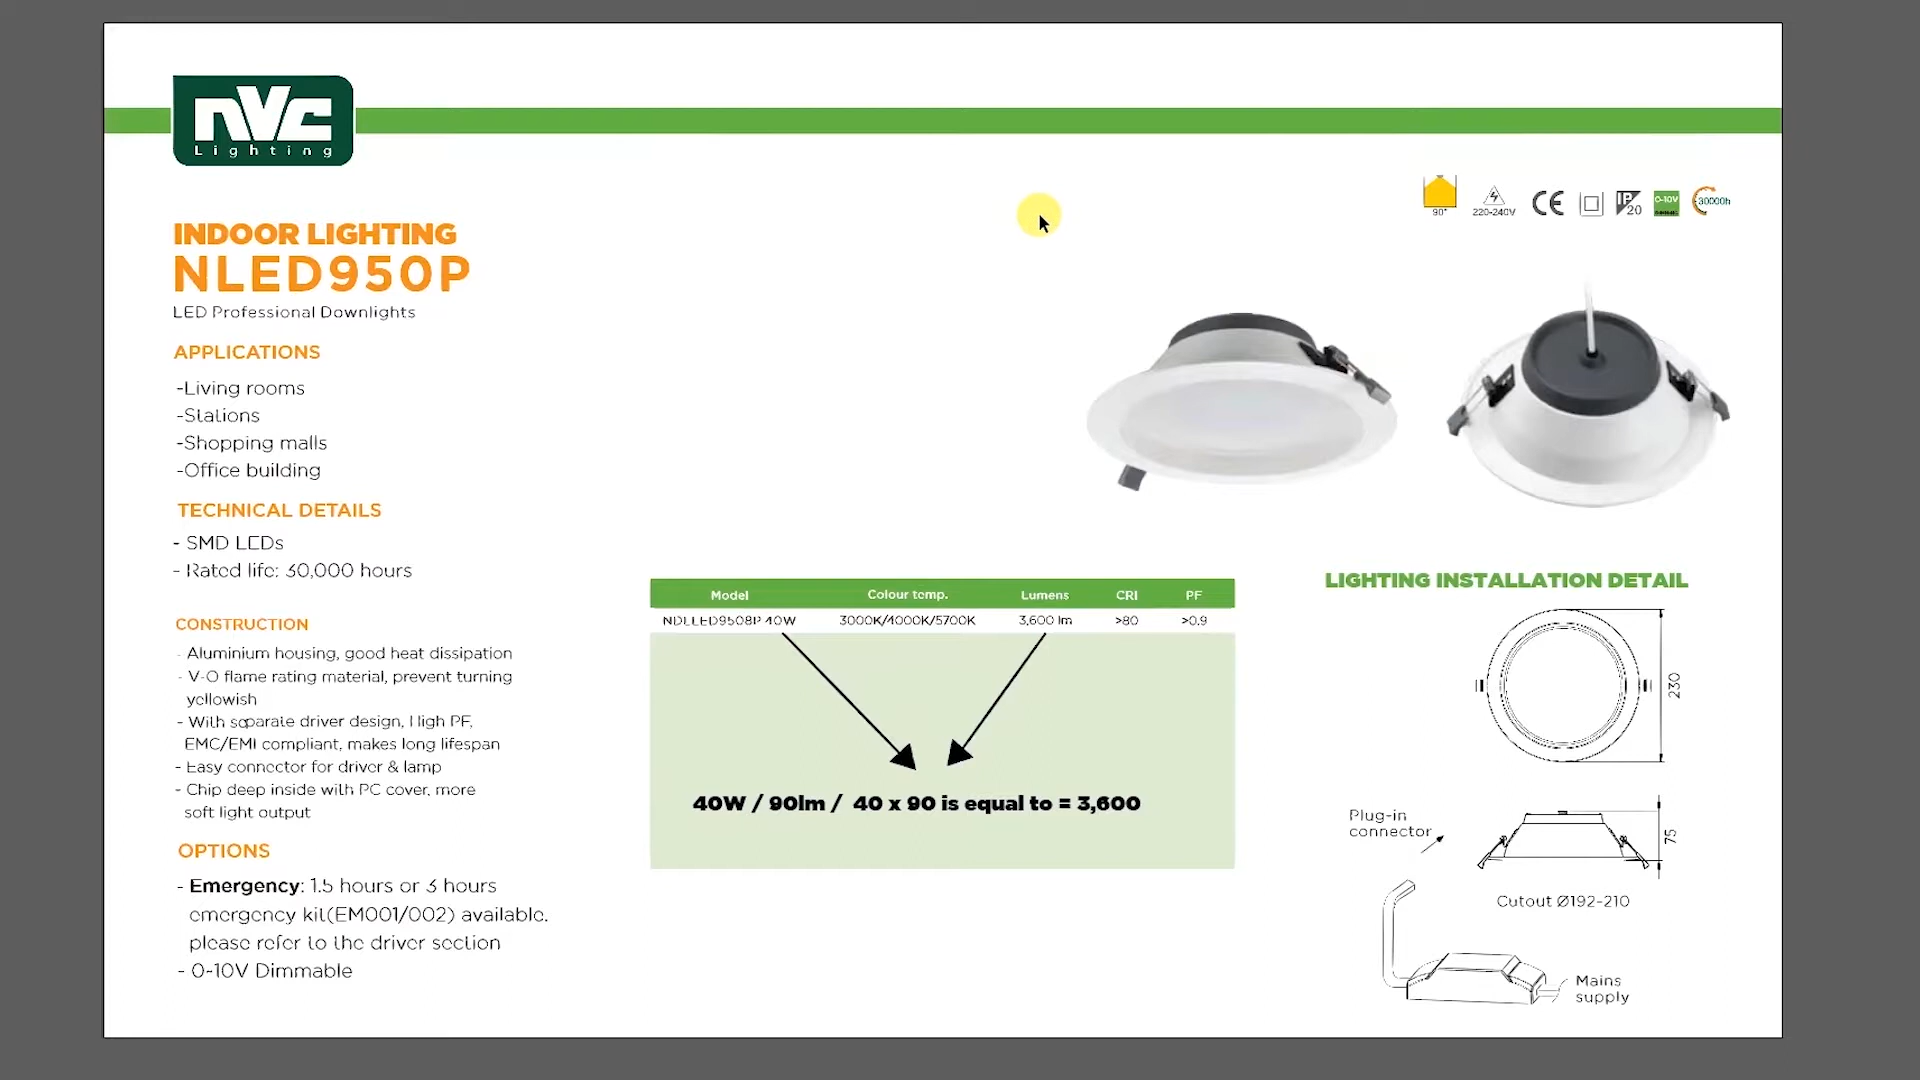 nVc
Lighting
90°
220-240V
CE
IP20
0-10V
30000h
INDOOR LIGHTING
NLED950P
LED Professional Downlights
APPLICATIONS
-Living rooms
-Stations
-Shopping malls
-Office building
TECHNICAL DETAILS
- SMD LEDs
- Rated life: 30,000 hours
CONSTRUCTION
- Aluminium housing, good heat dissipation
- V-O flame rating material, prevent turning
yellowish
- With separate driver design, High PF,
EMC/EMI compliant, makes long lifespan
- Easy connector for driver & lamp
- Chip deep inside with PC cover, more
soft light output
OPTIONS
- Emergency: 1.5 hours or 3 hours
emergency kit(EM001/002) available.
please refer to the driver section
- 0-10V Dimmable
Model Colour temp. Lumens CRI PF
NDLLED9508P 40W 3000K/4000K/5700K 3,600 lm >80 >0.9
40W / 90lm / 40 x 90 is equal to = 3,600
LIGHTING INSTALLATION DETAIL
230
Plug-in
connector
75
Cutout Ø192-210
Mains
supply